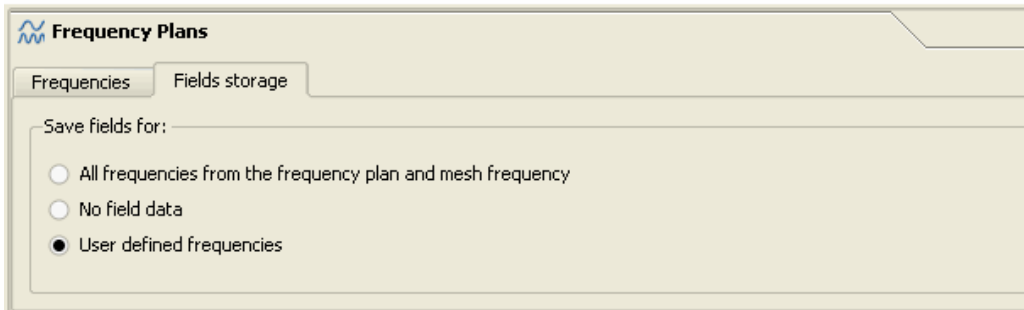 Frequency Plans
Frequencies Fields storage
Save fields for:
All frequencies from the frequency plan and mesh frequency
No field data
User defined frequencies